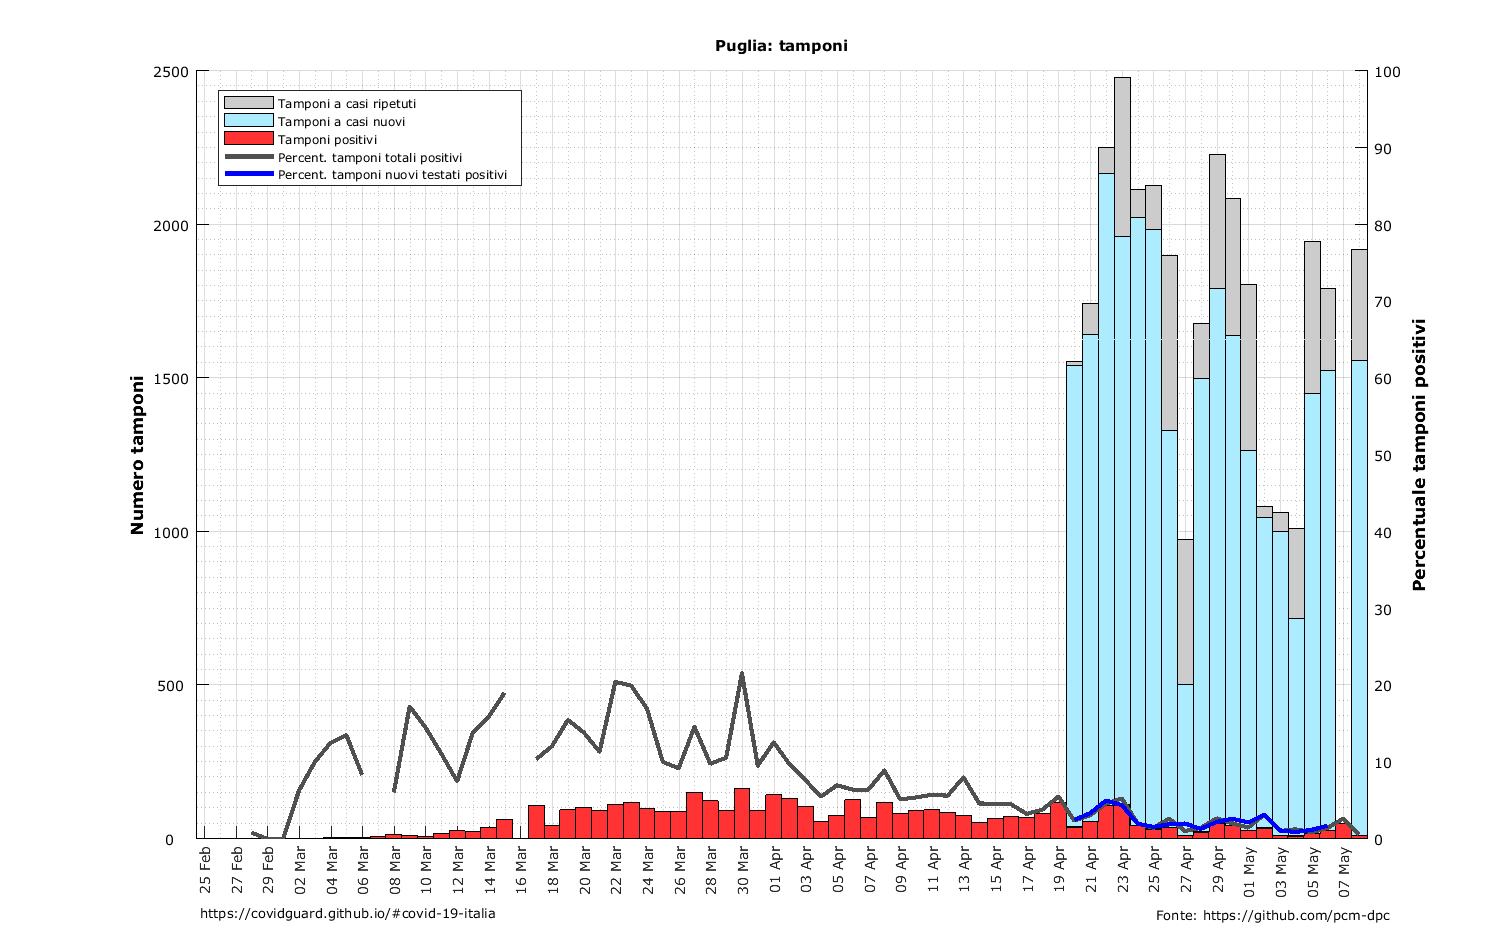 Puglia: tamponi
2500
2000
1500
1000
500
0
Numero tamponi
Tamponi a casi ripetuti
Tamponi a casi nuovi
Tamponi positivi
Percent. tamponi totali positivi
Percent. tamponi nuovi testati positivi
100
90
80
70
60
50
40
30
20
10
0
Percentuale tamponi positivi
25 Feb
27 Feb
29 Feb
02 Mar
04 Mar
06 Mar
08 Mar
10 Mar
12 Mar
14 Mar
16 Mar
18 Mar
20 Mar
22 Mar
24 Mar
26 Mar
28 Mar
30 Mar
01 Apr
03 Apr
05 Apr
07 Apr
09 Apr
11 Apr
13 Apr
15 Apr
17 Apr
19 Apr
21 Apr
23 Apr
25 Apr
27 Apr
29 Apr
01 May
03 May
05 May
07 May
https://covidguard.github.io/#covid-19-italia
Fonte: https://github.com/pcm-dpc